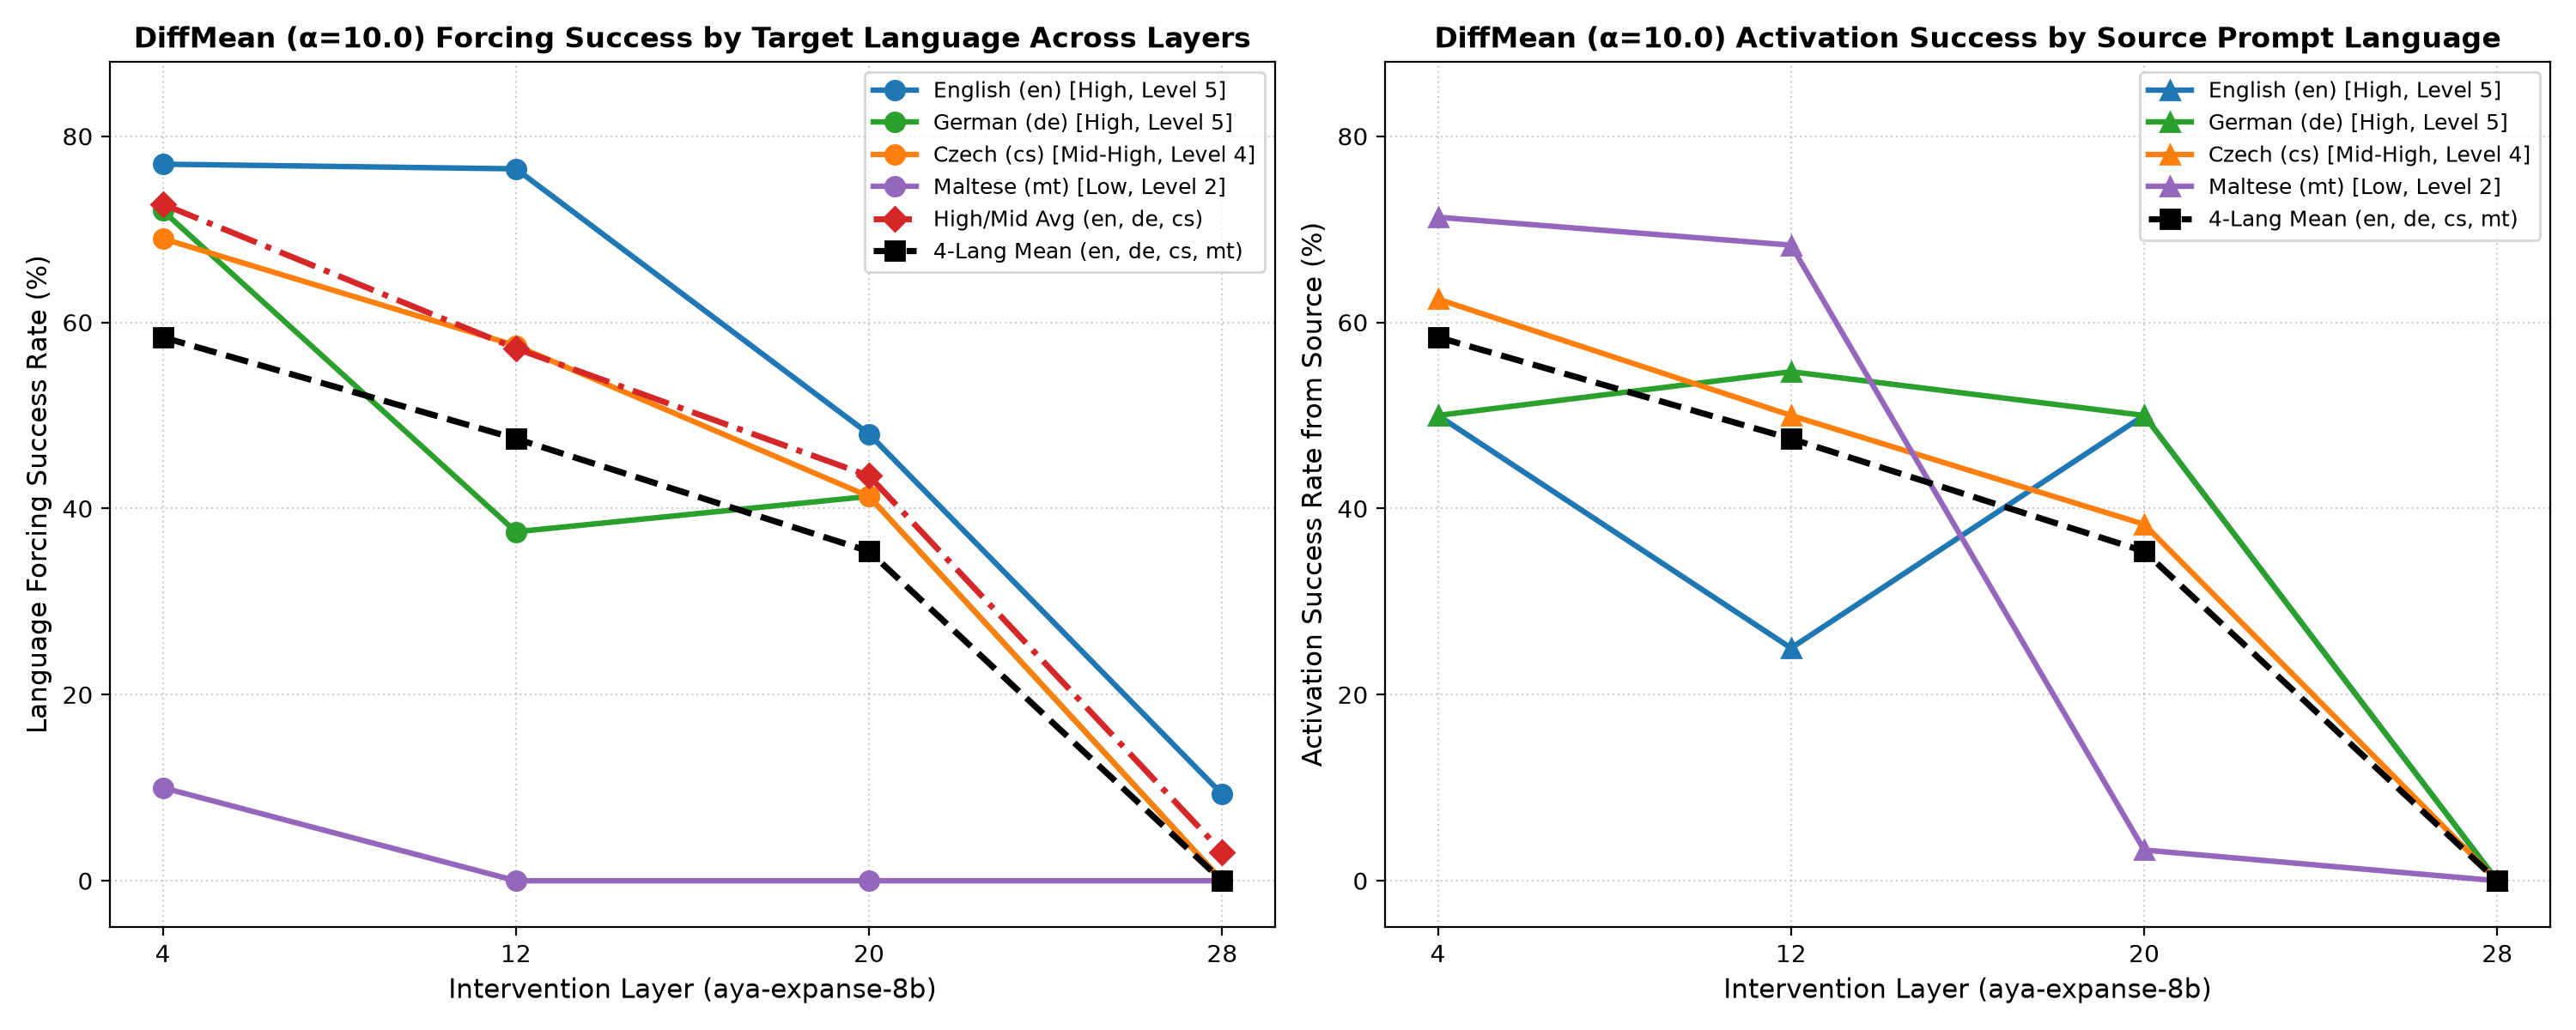 DiffMean (α=10.0) Forcing Success by Target Language Across Layers
Language Forcing Success Rate (%)
80
60
40
20
0
English (en) [High, Level 5]
German (de) [High, Level 5]
Czech (cs) [Mid-High, Level 4]
Maltese (mt) [Low, Level 2]
High/Mid Avg (en, de, cs)
4-Lang Mean (en, de, cs, mt)
4
12
20
28
Intervention Layer (aya-expanse-8b)
DiffMean (α=10.0) Activation Success by Source Prompt Language
Activation Success Rate from Source (%)
80
60
40
20
0
English (en) [High, Level 5]
German (de) [High, Level 5]
Czech (cs) [Mid-High, Level 4]
Maltese (mt) [Low, Level 2]
4-Lang Mean (en, de, cs, mt)
4
12
20
28
Intervention Layer (aya-expanse-8b)